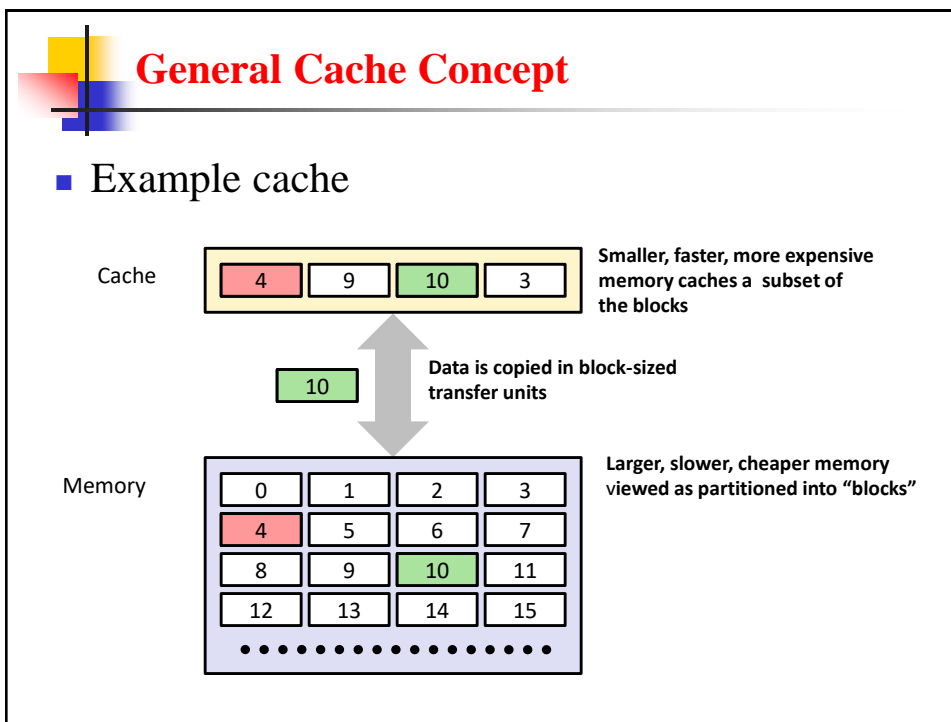 General Cache Concept
Example cache
Cache
4 9 10 3
Smaller, faster, more expensive
memory caches a subset of
the blocks
10
Data is copied in block-sized
transfer units
Memory
0 1 2 3
4 5 6 7
8 9 10 11
12 13 14 15
Larger, slower, cheaper memory
viewed as partitioned into “blocks”